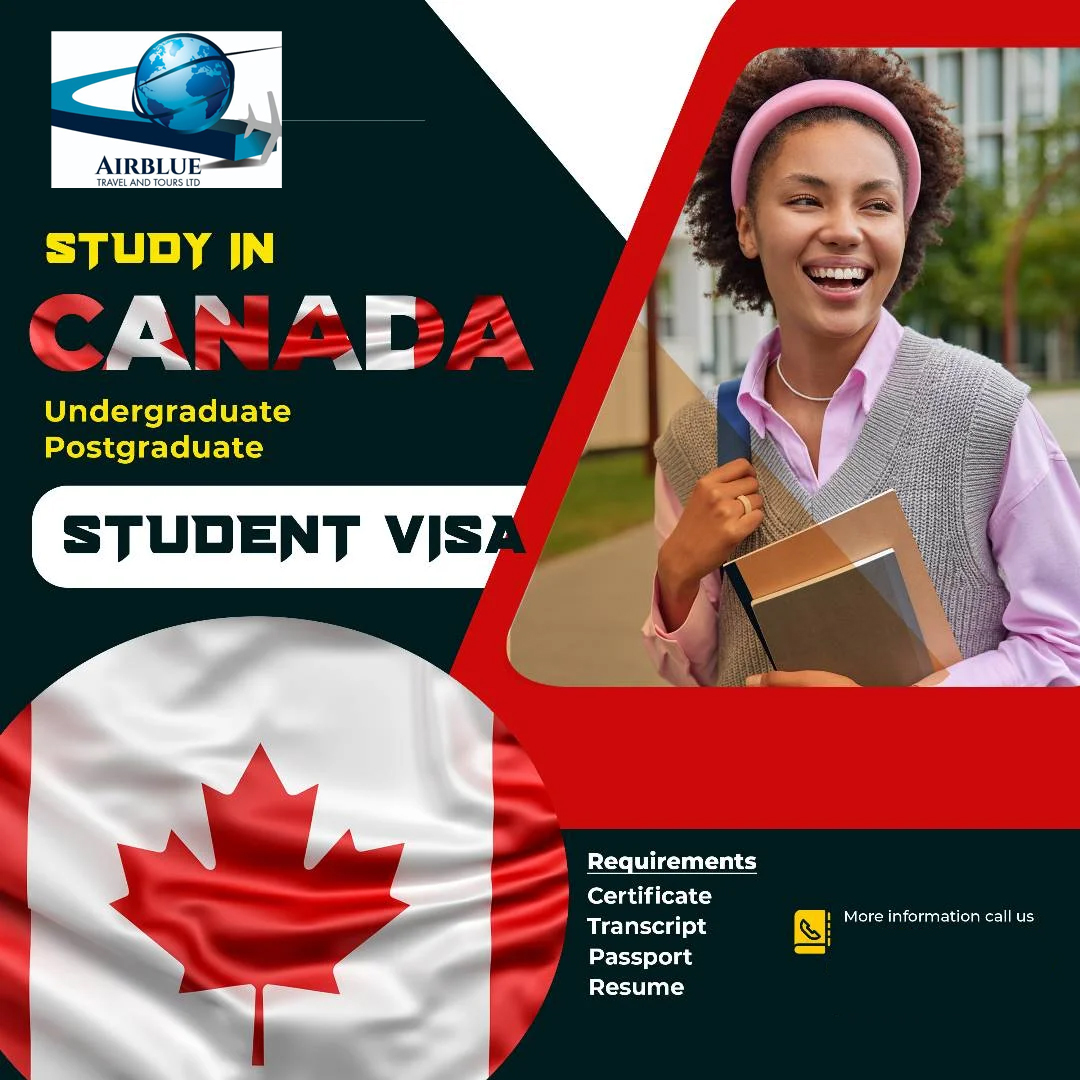 AIRBLUE
TRAVEL AND TOURS LTD
STUDY IN
CANADA
Undergraduate
Postgraduate
STUDENT VISA
Requirements
Certificate
Transcript
Passport
Resume
More information call us